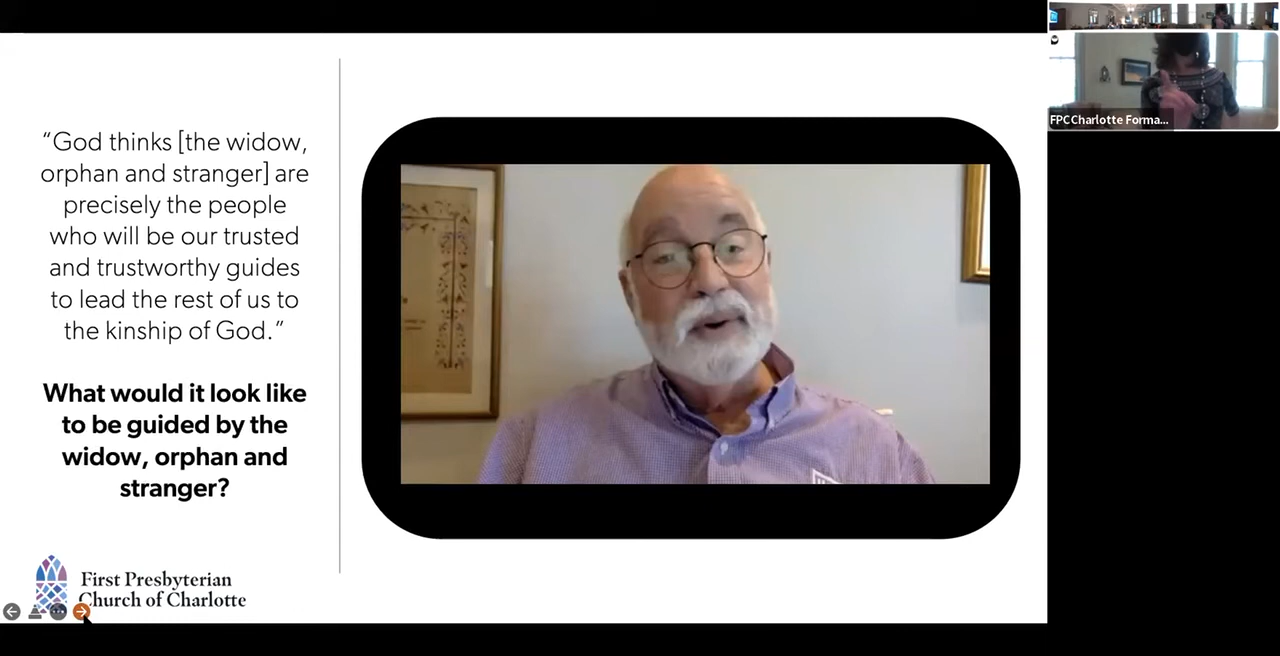 “God thinks [the widow,
orphan and stranger] are
precisely the people
who will be our trusted
and trustworthy guides
to lead the rest of us to
the kinship of God.”
What would it look like
to be guided by the
widow, orphan and
stranger?
First Presbyterian
Church of Charlotte
FPCCharlotte Forma...